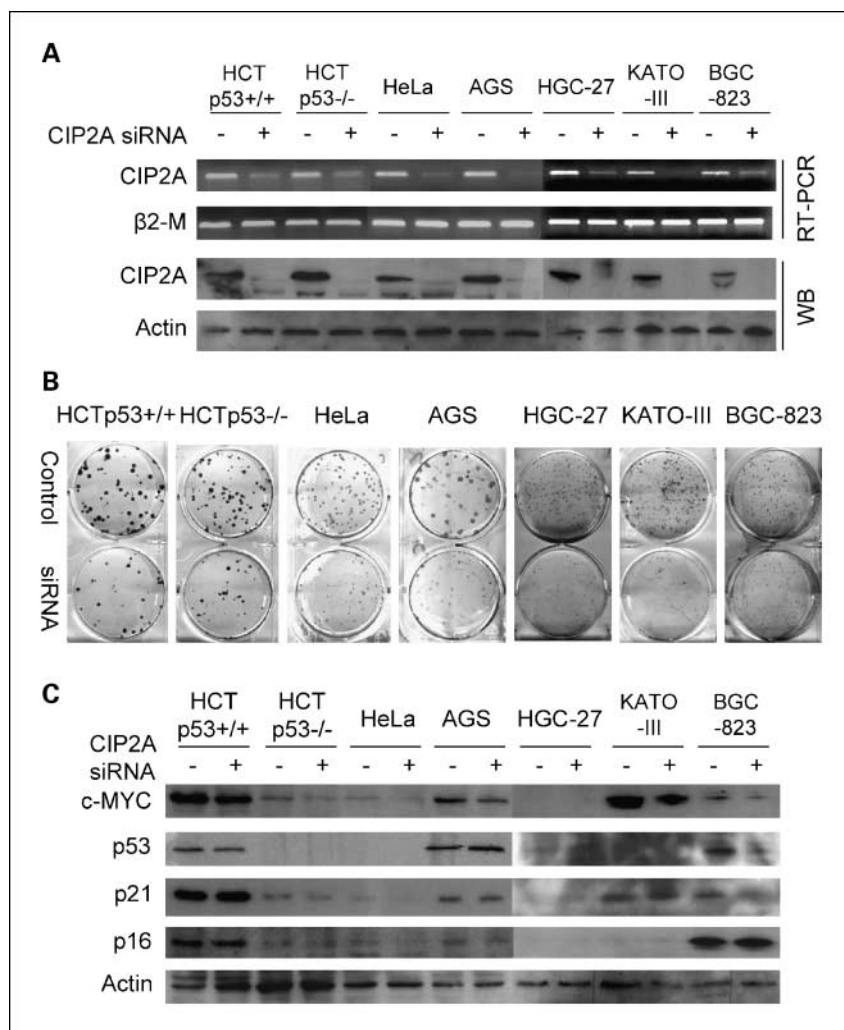 A
HCT p53+/+ HCT p53-/- HeLa AGS HGC-27 KATO -III BGC -823
CIP2A siRNA - + - + - + - + - + - + - +
CIP2A
β2-M
RT-PCR
CIP2A
Actin
WB
B
HCTp53+/+ HCTp53-/- HeLa AGS HGC-27 KATO-III BGC-823
Control
siRNA
C
HCT p53+/+ HCT p53-/- HeLa AGS HGC-27 KATO -III BGC -823
CIP2A
siRNA - + - + - + - + - + - + - +
c-MYC
p53
p21
p16
Actin